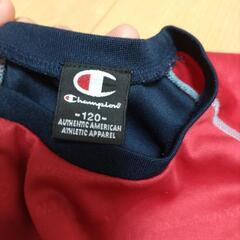 Champion
-120-
AUTHENTIC AMERICAN
ATHLETIC APPAREL